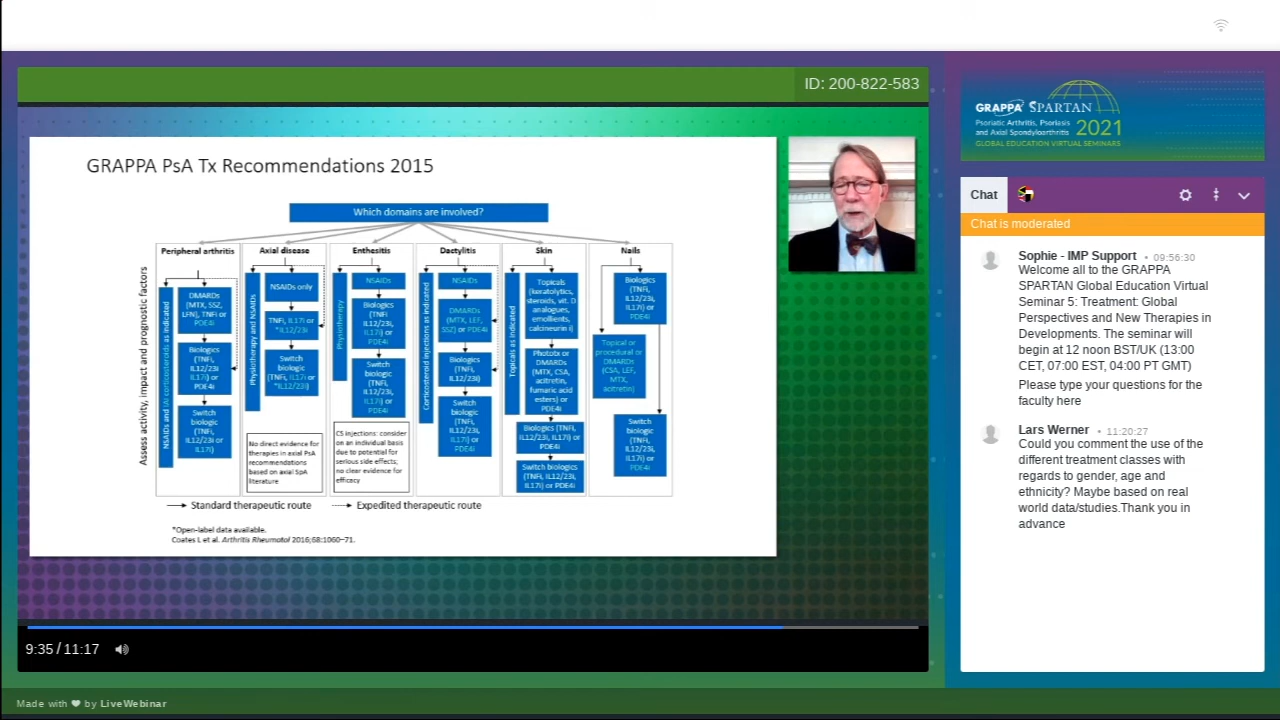 ID: 200-822-583
GRAPPA PsA Tx Recommendations 2015
Which domains are involved?
Assess activity, impact and prognostic factors
Peripheral arthritis
NSAIDs and IA corticosteroids as indicated
DMARDs
(MTX, SSZ,
LFN), TNFi or
PDE4i
Biologics
(TNFi,
IL12/23i
IL17i) or
PDE4i
Switch
biologic
(TNFi,
IL12/23i or
IL17i)
Axial disease
Physiotherapy and NSAIDs
NSAIDs only
TNFi, IL17i or
*IL12/23i
Switch
biologic
(TNFi, IL17i or
*IL12/23i)
No direct evidence for
therapies in axial PsA
recommendations
based on axial SpA
literature
Enthesitis
Physiotherapy
NSAIDs
Biologics
(TNFi
IL12/23i,
IL17i) or
PDE4i
Switch
biologic
(TNFi,
IL12/23i,
IL17i) or
PDE4i
CS injections: consider
on an individual basis
due to potential for
serious side effects;
no clear evidence for
efficacy
Dactylitis
Corticosteroid injections as indicated
NSAIDs
DMARDs
(MTX, LEF,
SSZ) or PDE4i
Biologics
(TNFi,
IL12/23i)
Switch
biologic
(TNFi,
IL12/23i,
IL17i) or
PDE4i
Skin
Topicals as indicated
Topicals
(keratolytics,
steroids, vit. D
analogues,
emollients,
calcineurin i)
Phototx or
DMARDs
(MTX, CSA,
acitretin,
fumaric acid
esters) or
PDE4i
Biologics (TNFi,
IL12/23i, IL17i) or
PDE4i
Switch biologics
(TNFi, IL12/23i,
IL17i) or PDE4i
Nails
Biologics
(TNFi,
IL12/23i,
IL17i) or
PDE4i
Topical or
procedural or
DMARDs
(CSA, LEF,
MTX,
acitretin)
Switch
biologic
(TNFi,
IL12/23i,
IL17i) or
PDE4i
Standard therapeutic route
Expedited therapeutic route
*Open-label data available.
Coates L et al. Arthritis Rheumatol 2016;68:1060–71.
9:35 / 11:17
Made with ❤ by LiveWebinar
GRAPPA SPARTAN
Psoriatic Arthritis, Psoriasis
and Axial Spondyloarthritis
2021
GLOBAL EDUCATION VIRTUAL SEMINARS
Chat
Chat is moderated
Sophie - IMP Support • 09:56:30
Welcome all to the GRAPPA
SPARTAN Global Education Virtual
Seminar 5: Treatment: Global
Perspectives and New Therapies in
Developments. The seminar will
begin at 12 noon BST/UK (13:00
CET, 07:00 EST, 04:00 PT GMT)
Please type your questions for the
faculty here
Lars Werner • 11:20:27
Could you comment the use of the
different treatment classes with
regards to gender, age and
ethnicity? Maybe based on real
world data/studies.Thank you in
advance